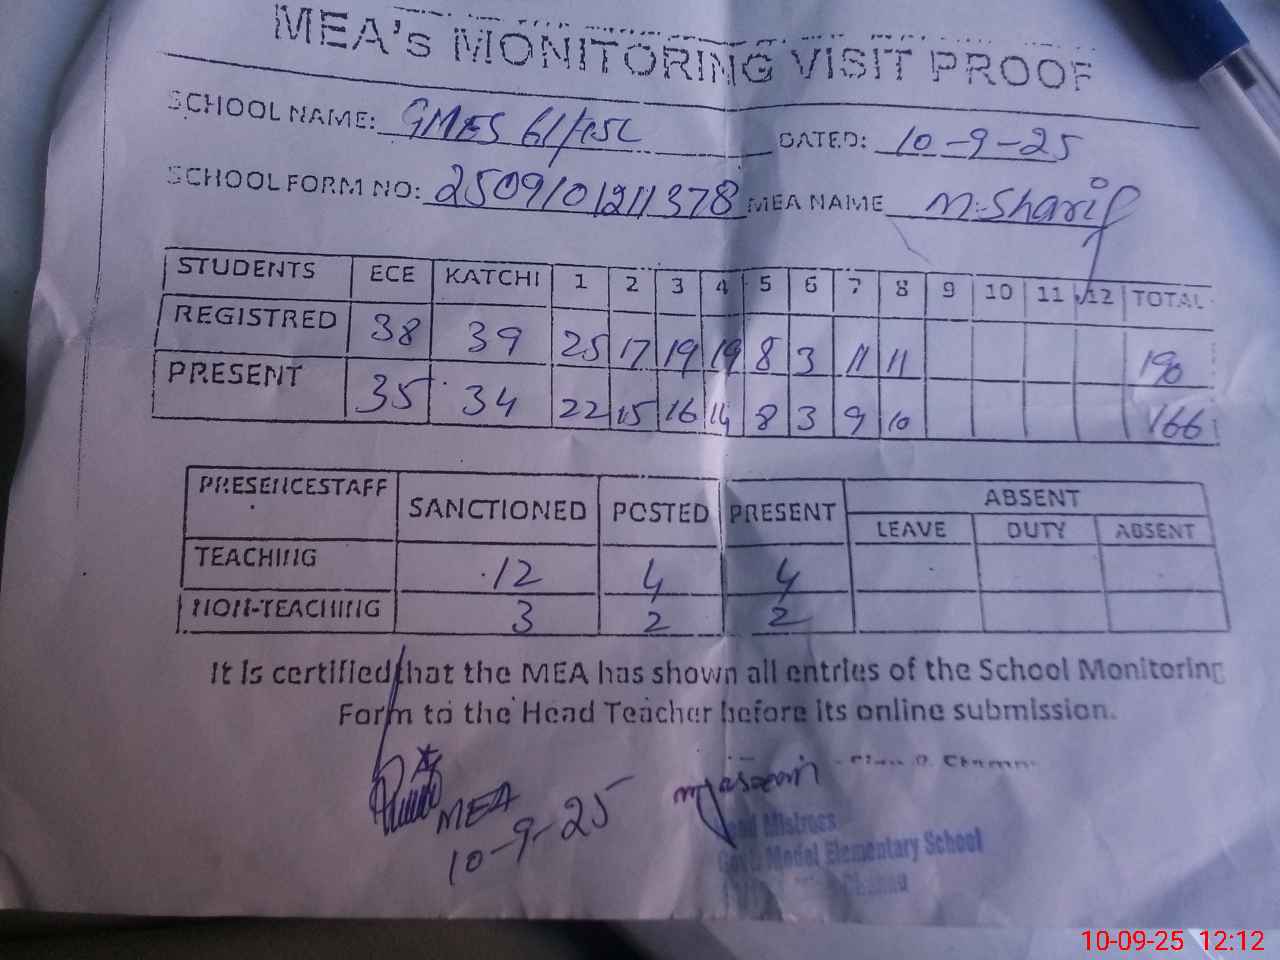 MEA's MONITORING VISIT PROOF
SCHOOL NAME: GMES 61/15L DATED: 10-9-25
SCHOOL FORM NO: 2509101211378 MEA NAME M. Sharif
STUDENTS ECE KATCHI 1 2 3 4 5 6 7 8 9 10 11 12 TOTAL
REGISTRED 38 39 25 17 19 19 8 3 11 11 190
PRESENT 35 34 22 15 16 14 8 3 9 10 166
PRESENCESTAFF SANCTIONED POSTED PRESENT ABSENT
LEAVE DUTY ABSENT
TEACHING 12 4 4
NON-TEACHING 3 2 2
It is certified that the MEA has shown all entries of the School Monitoring
Form to the Head Teacher before its online submission.
MEA
10-9-25
Mistress
Govt. Model Elementary School
10-09-25 12:12